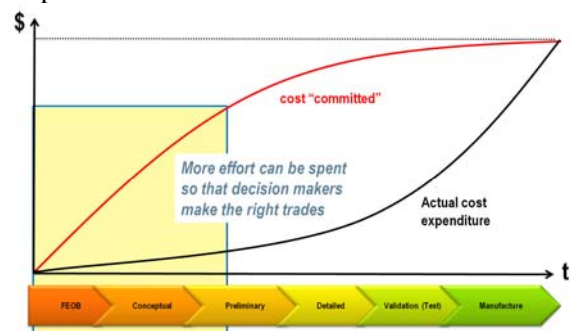 $
cost “committed”
More effort can be spent
so that decision makers
make the right trades
Actual cost
expenditure
t
FEOB
Conceptual
Preliminary
Detailed
Validation (Test)
Manufacture